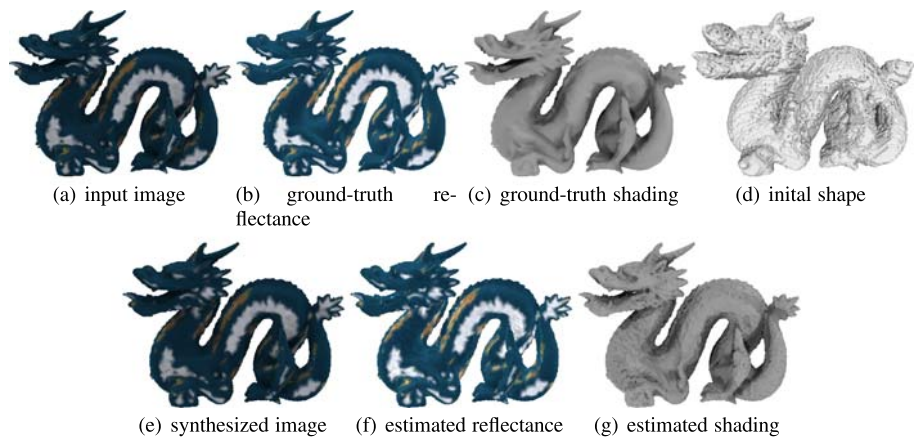 (a) input image
(b) ground-truth re-
flectance
(c) ground-truth shading
(d) inital shape
(e) synthesized image
(f) estimated reflectance
(g) estimated shading